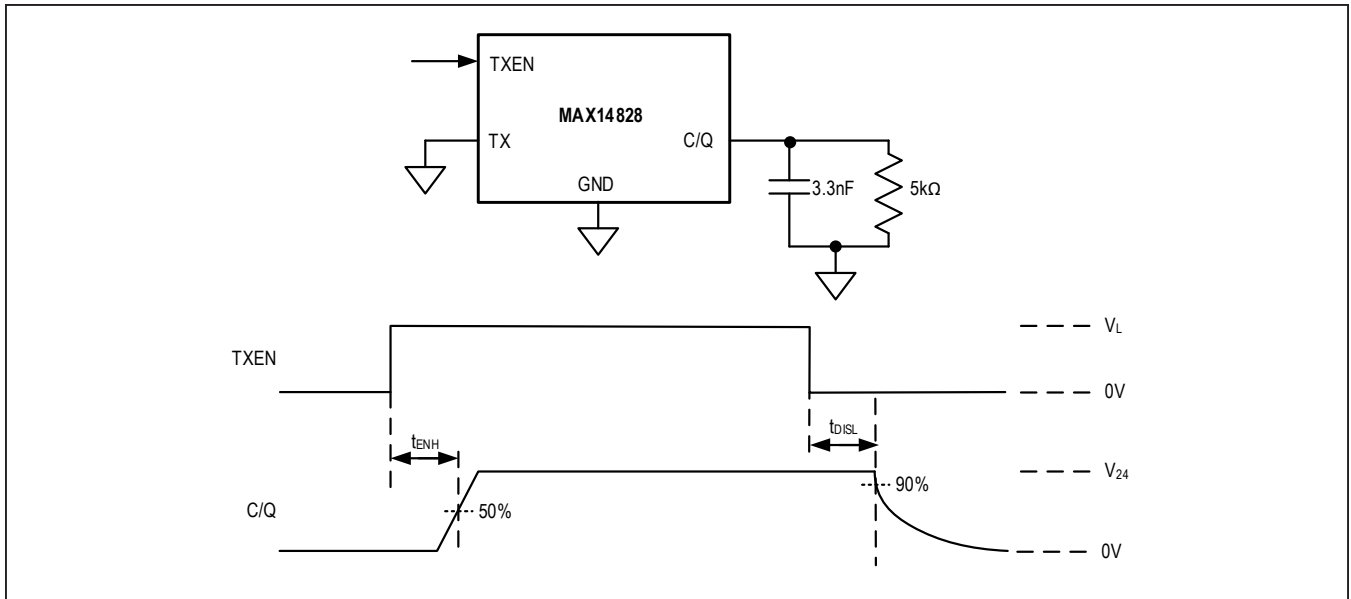 TXEN
MAX14828
TX
C/Q
GND
3.3nF
5kΩ
TXEN
VL
0V
tENH
tDISL
V24
C/Q
50%
90%
0V